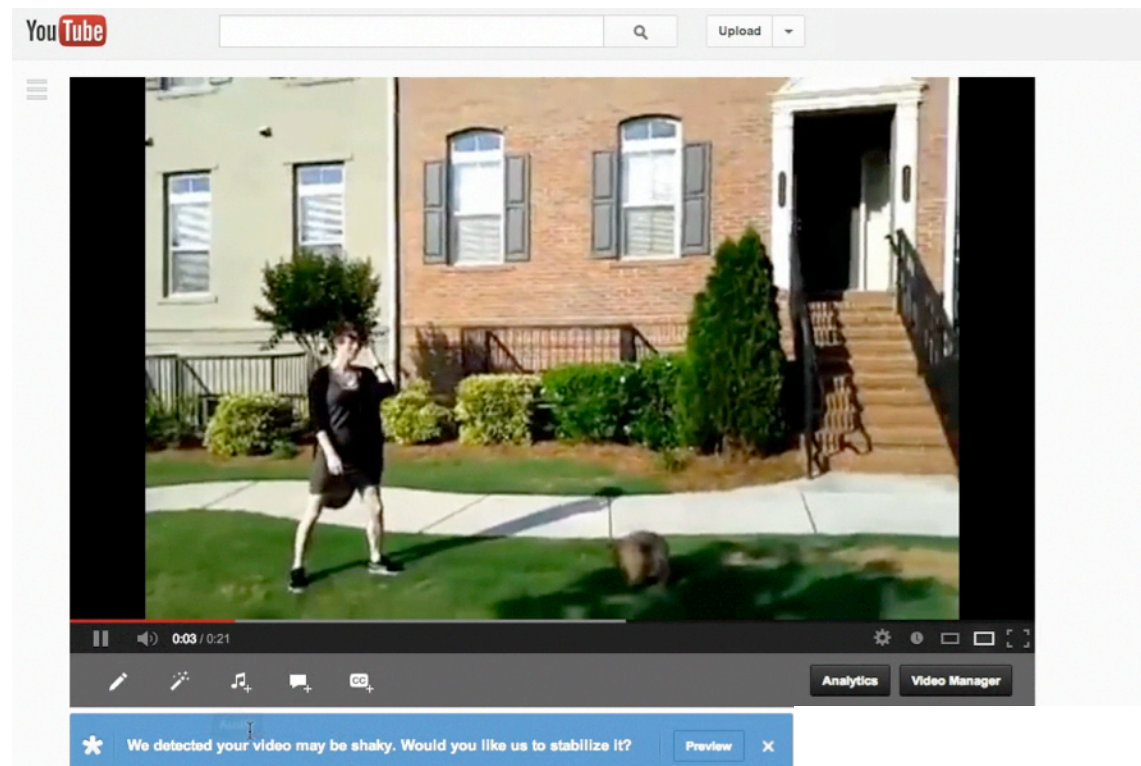 YouTube
Upload
0:03 / 0:21
CC
Analytics
Video Manager
We detected your video may be shaky. Would you like us to stabilize it?
Preview